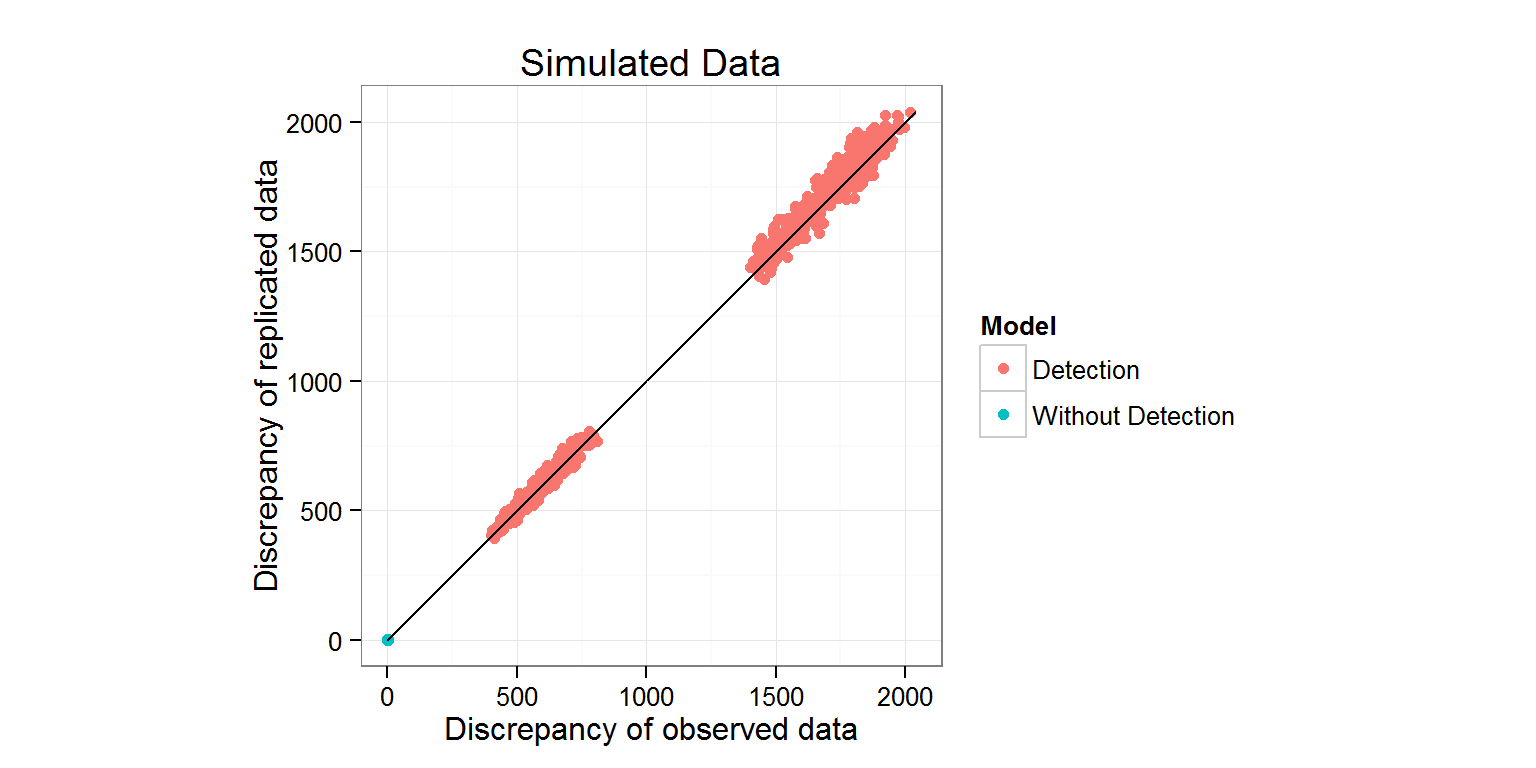 Simulated Data
Discrepancy of replicated data
2000
1500
1000
500
0
0 500 1000 1500 2000
Discrepancy of observed data
Model
Detection
Without Detection